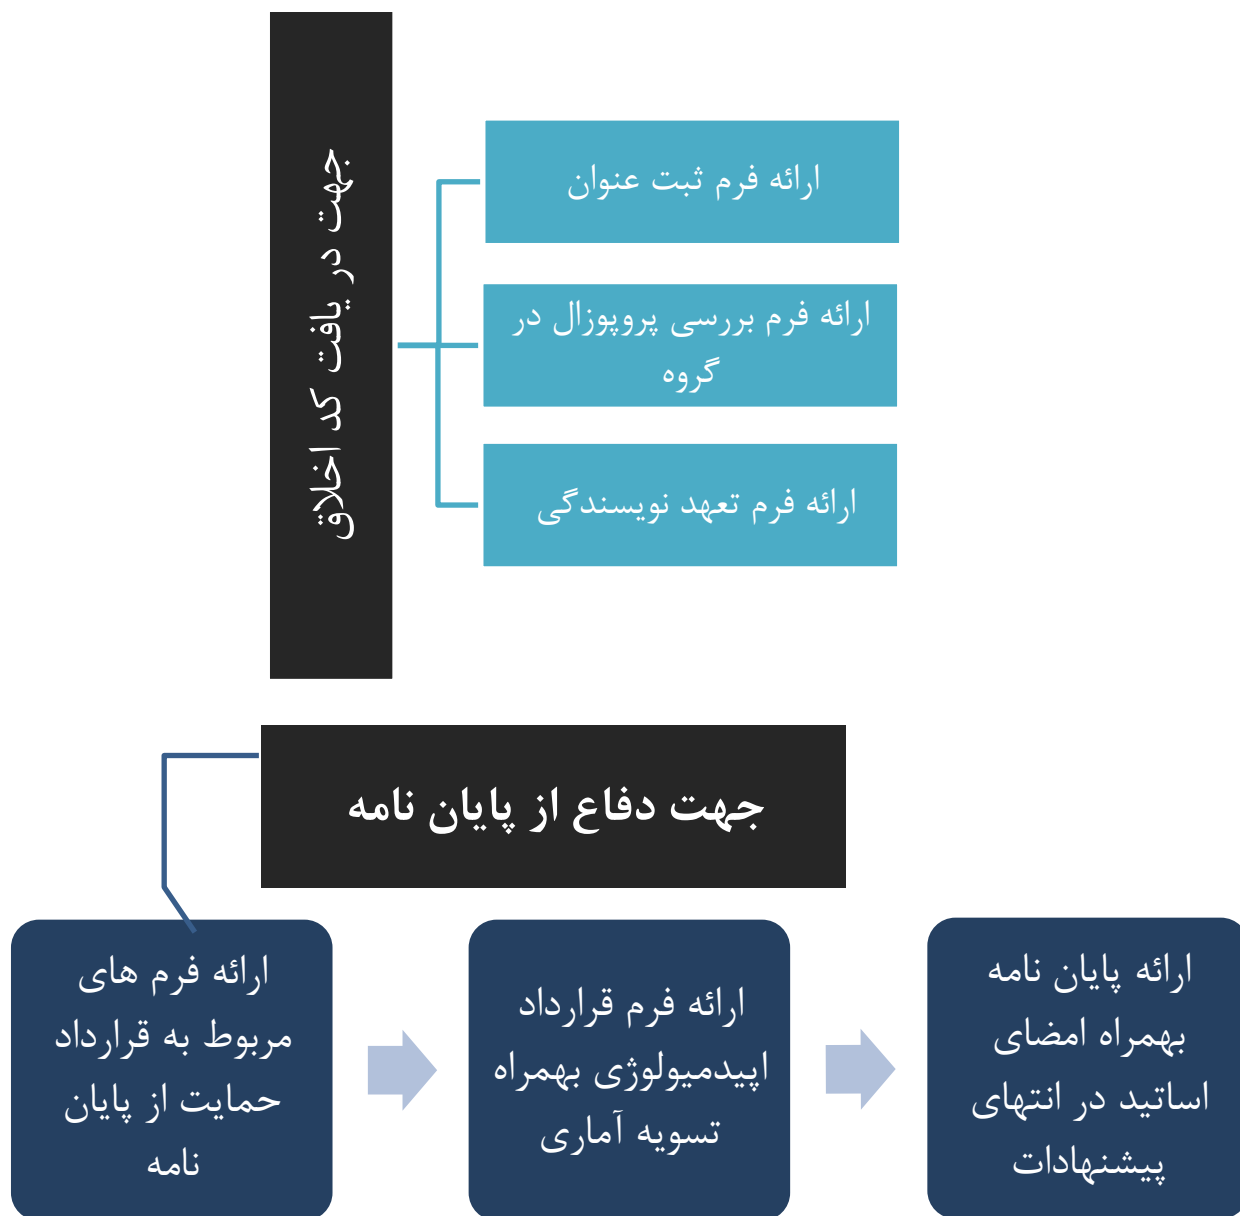 جهت در یافت کد اخلاق
ارائه فرم ثبت عنوان
ارائه فرم بررسی پروپوزال در
گروه
ارائه فرم تعهد نویسندگی
جهت دفاع از پایان نامه
ارائه فرم های
مربوط به قرارداد
حمایت از پایان
نامه
ارائه فرم قرارداد
اپیدمیولوژی بهمراه
تسویه آماری
ارائه پایان نامه
بهمراه امضای
اساتید در انتهای
پیشنهادات